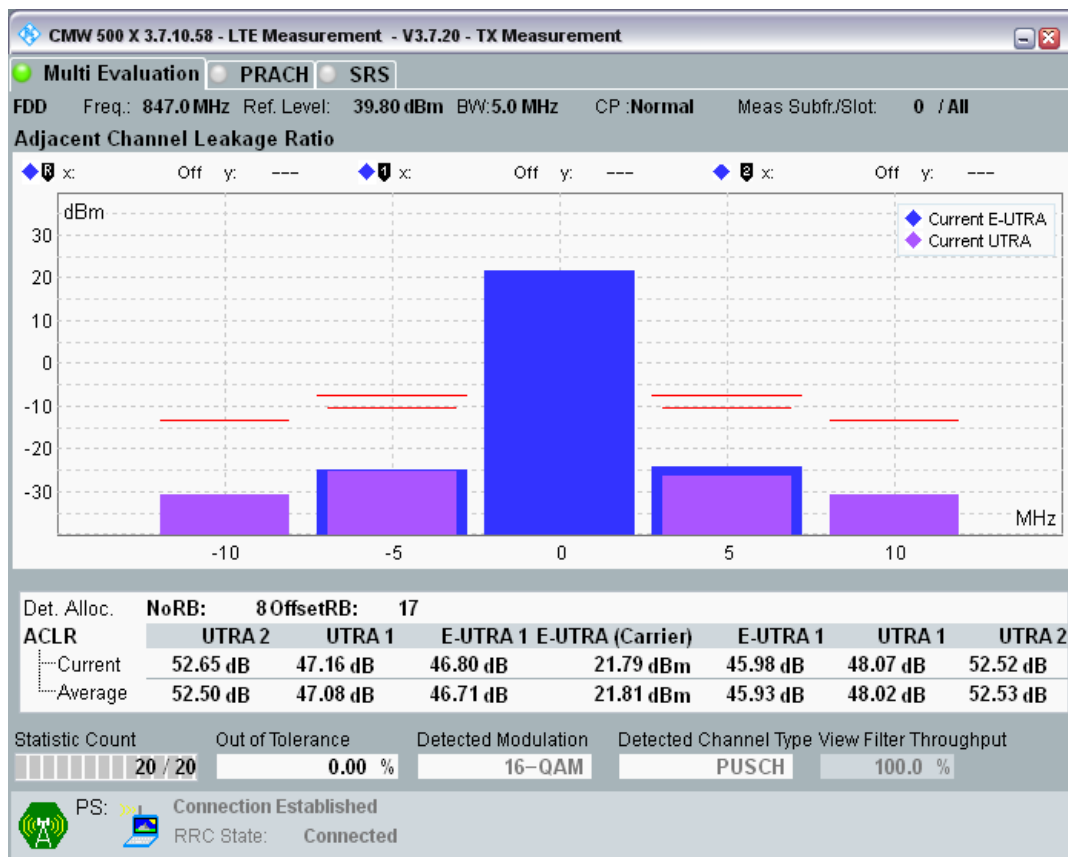 CMW 500 X 3.7.10.58 - LTE Measurement - V3.7.20 - TX Measurement
Multi Evaluation PRACH SRS
FDD Freq.: 847.0 MHz Ref. Level: 39.80 dBm BW:5.0 MHz CP :Normal Meas Subfr./Slot: 0 / All
Adjacent Channel Leakage Ratio
R x: Off y: --- 1 x: Off y: --- 2 x: Off y: ---
dBm
Current E-UTRA
Current UTRA
30
20
10
0
-10
-20
-30
MHz
-10 -5 0 5 10
Det. Alloc. NoRB: 8 OffsetRB: 17
ACLR UTRA 2 UTRA 1 E-UTRA 1 E-UTRA (Carrier) E-UTRA 1 UTRA 1 UTRA 2
Current 52.65 dB 47.16 dB 46.80 dB 21.79 dBm 45.98 dB 48.07 dB 52.52 dB
Average 52.50 dB 47.08 dB 46.71 dB 21.81 dBm 45.93 dB 48.02 dB 52.53 dB
Statistic Count Out of Tolerance Detected Modulation Detected Channel Type View Filter Throughput
20 / 20 0.00 % 16-QAM PUSCH 100.0 %
PS: Connection Established
RRC State: Connected